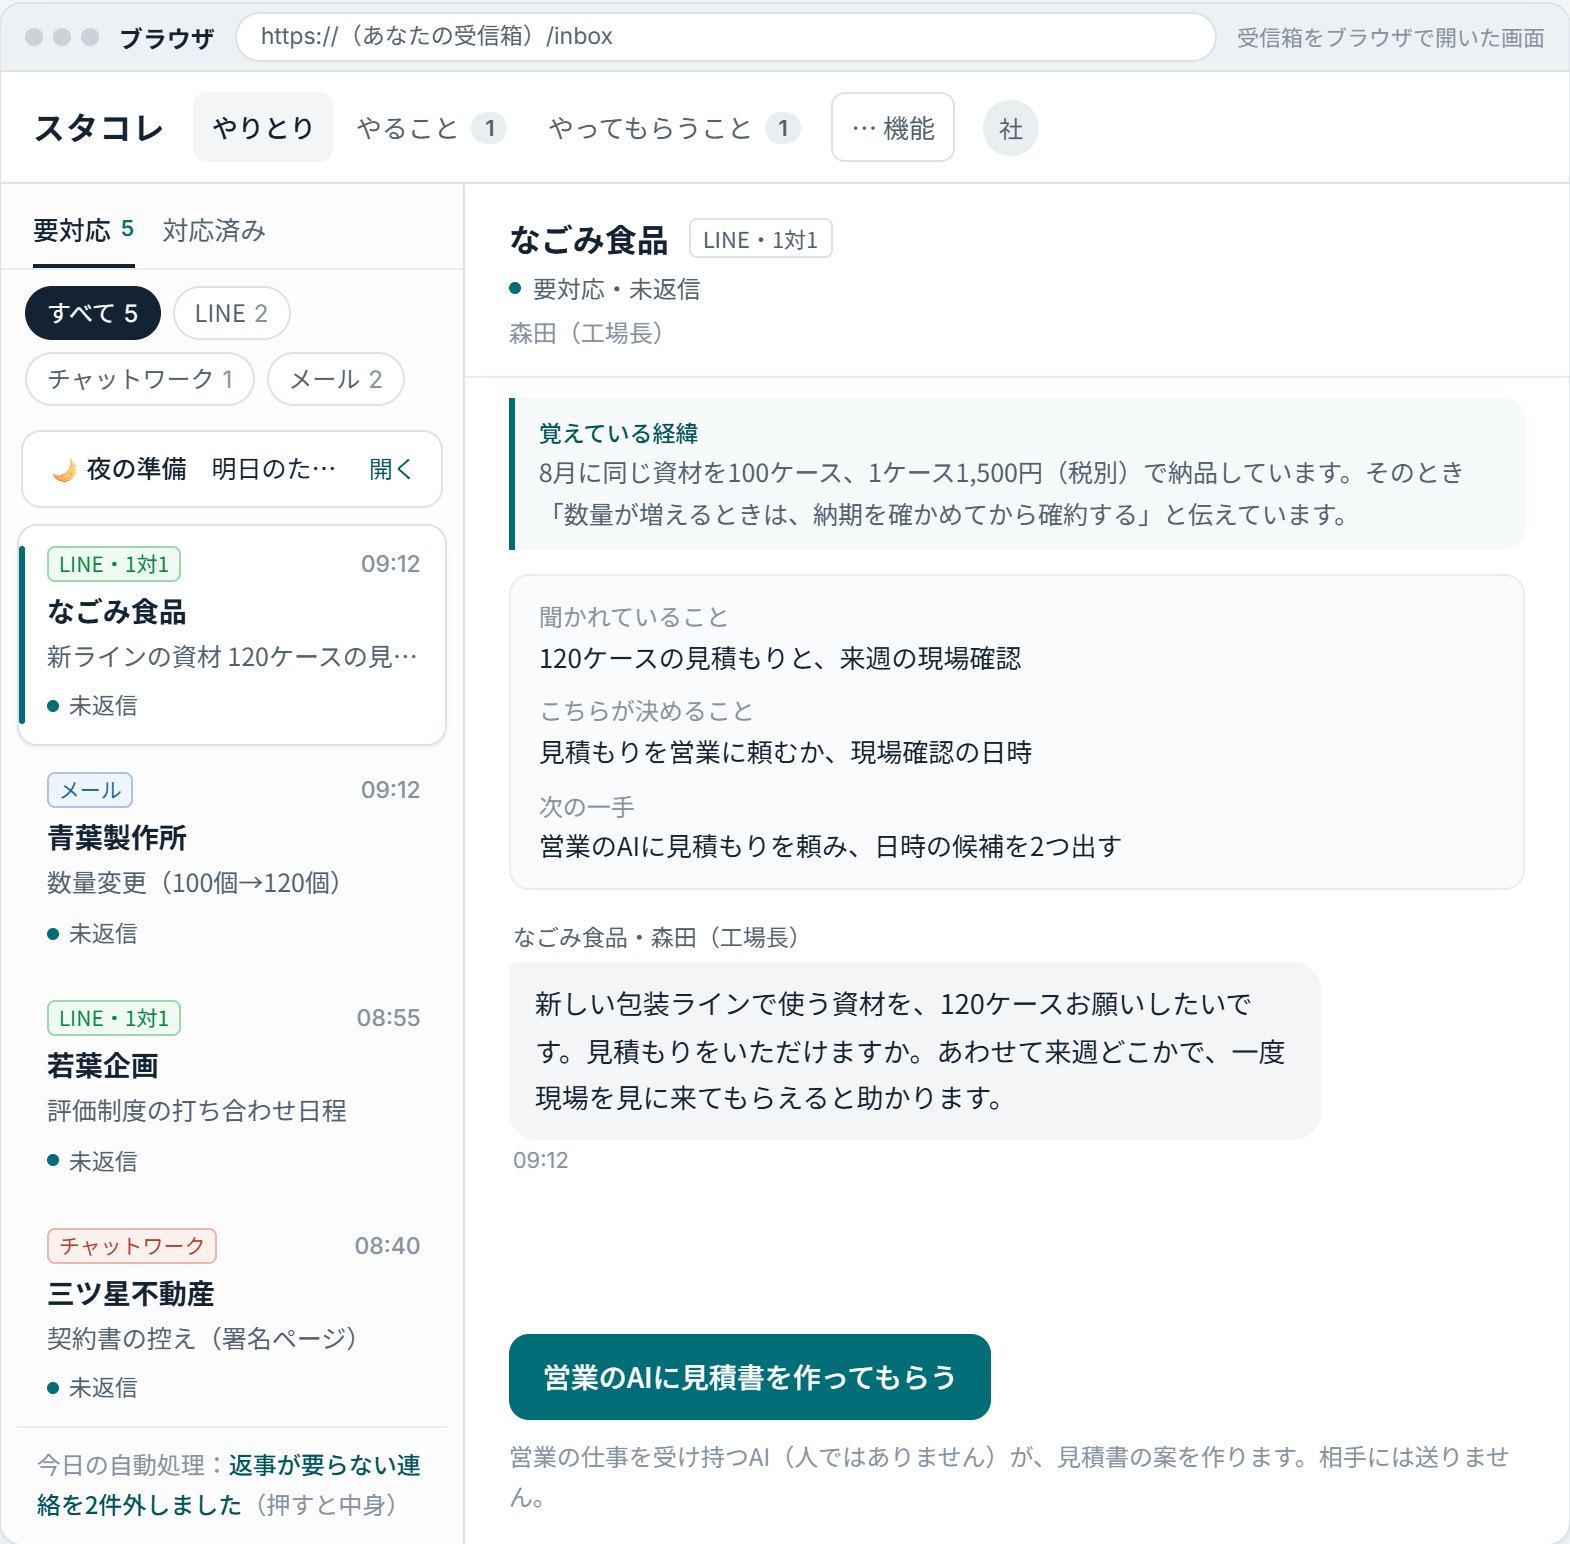 ブラウザ
https://（あなたの受信箱）/inbox
受信箱をブラウザで開いた画面
スタコレ
やりとり
やること 1
やってもらうこと 1
… 機能
社
要対応 5
対応済み
すべて 5
LINE 2
チャットワーク 1
メール 2
🌙 夜の準備 明日のた… 開く
LINE・1対1 09:12
なごみ食品
新ラインの資材 120ケースの見…
未返信
メール 09:12
青葉製作所
数量変更（100個→120個）
未返信
LINE・1対1 08:55
若葉企画
評価制度の打ち合わせ日程
未返信
チャットワーク 08:40
三ツ星不動産
契約書の控え（署名ページ）
未返信
今日の自動処理：返事が要らない連
絡を2件外しました（押すと中身）
なごみ食品 LINE・1対1
要対応・未返信
森田（工場長）
覚えている経緯
8月に同じ資材を100ケース、1ケース1,500円（税別）で納品しています。そのとき
「数量が増えるときは、納期を確かめてから確約する」と伝えています。
聞かれていること
120ケースの見積もりと、来週の現場確認
こちらが決めること
見積もりを営業に頼むか、現場確認の日時
次の一手
営業のAIに見積もりを頼み、日時の候補を2つ出す
なごみ食品・森田（工場長）
新しい包装ラインで使う資材を、120ケースお願いしたいで
す。見積もりをいただけますか。あわせて来週どこかで、一度
現場を見に来てもらえると助かります。
09:12
営業のAIに見積書を作ってもらう
営業の仕事を受け持つAI（人ではありません）が、見積書の案を作ります。相手には送りませ
ん。